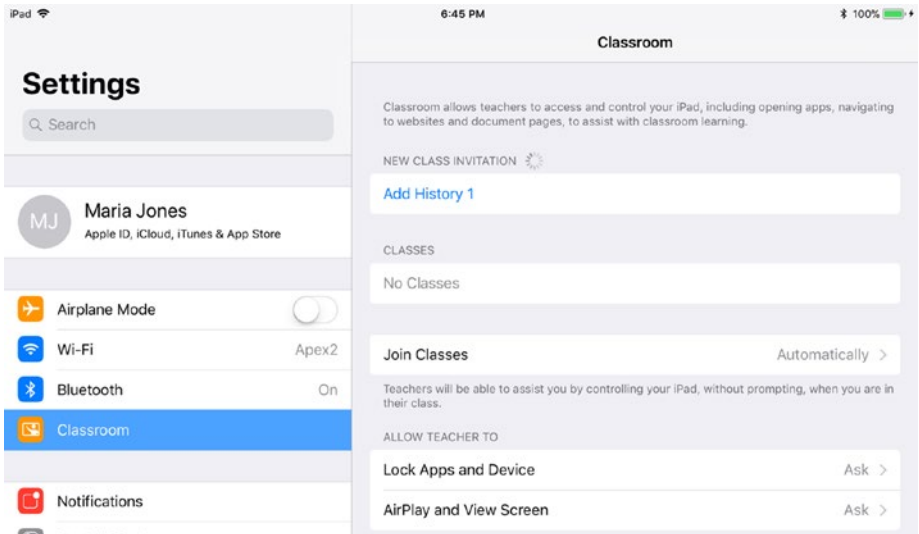 iPad
6:45 PM
100%
Settings
Search
MJ
Maria Jones
Apple ID, iCloud, iTunes & App Store
Airplane Mode
Wi-Fi
Apex2
Bluetooth
On
Classroom
Notifications
Classroom
Classroom allows teachers to access and control your iPad, including opening apps, navigating
to websites and document pages, to assist with classroom learning.
NEW CLASS INVITATION
Add History 1
CLASSES
No Classes
Join Classes
Automatically
Teachers will be able to assist you by controlling your iPad, without prompting, when you are in
their class.
ALLOW TEACHER TO
Lock Apps and Device
Ask
AirPlay and View Screen
Ask